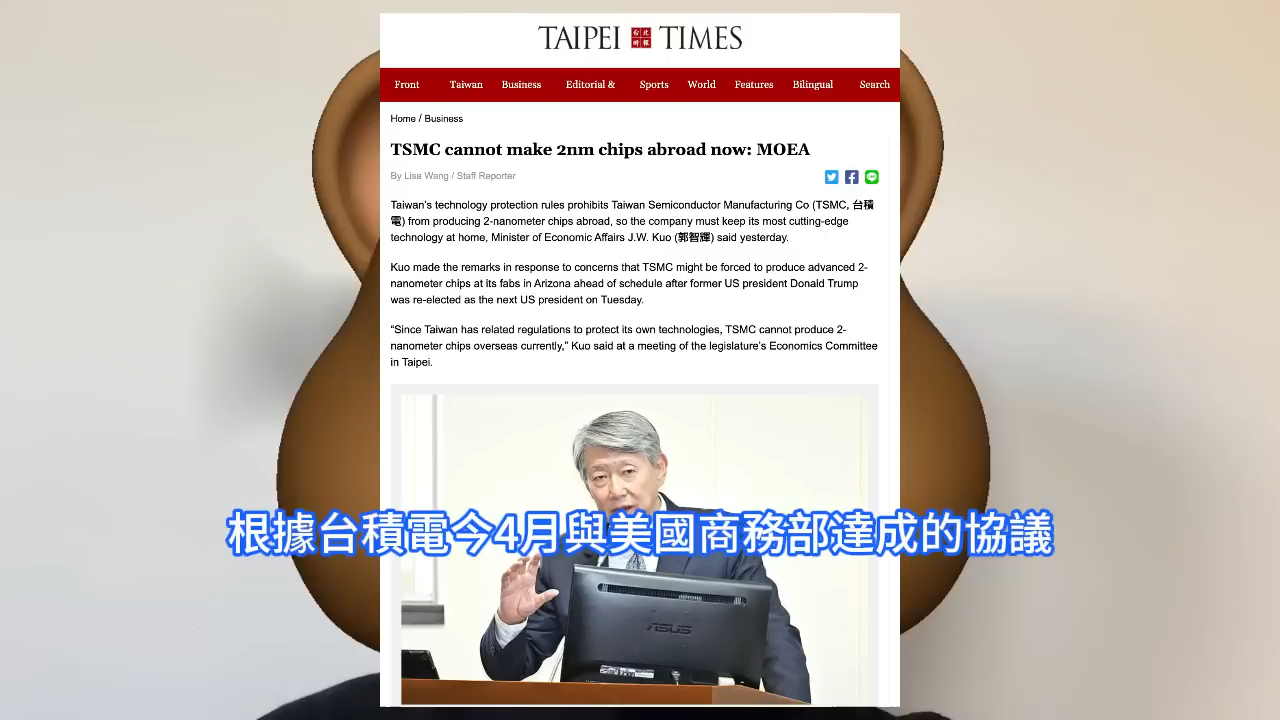 TAIPEI 台北時報 TIMES
Front Taiwan Business Editorial & Sports World Features Bilingual Search
Home / Business
TSMC cannot make 2nm chips abroad now: MOEA
By Lisa Wang / Staff Reporter
Taiwan's technology protection rules prohibits Taiwan Semiconductor Manufacturing Co (TSMC, 台積
電) from producing 2-nanometer chips abroad, so the company must keep its most cutting-edge
technology at home, Minister of Economic Affairs J.W. Kuo (郭智輝) said yesterday.
Kuo made the remarks in response to concerns that TSMC might be forced to produce advanced 2-
nanometer chips at its fabs in Arizona ahead of schedule after former US president Donald Trump
was re-elected as the next US president on Tuesday.
“Since Taiwan has related regulations to protect its own technologies, TSMC cannot produce 2-
nanometer chips overseas currently,” Kuo said at a meeting of the legislature's Economics Committee
in Taipei.
根據台積電今4月與美國商務部達成的協議
ASUS